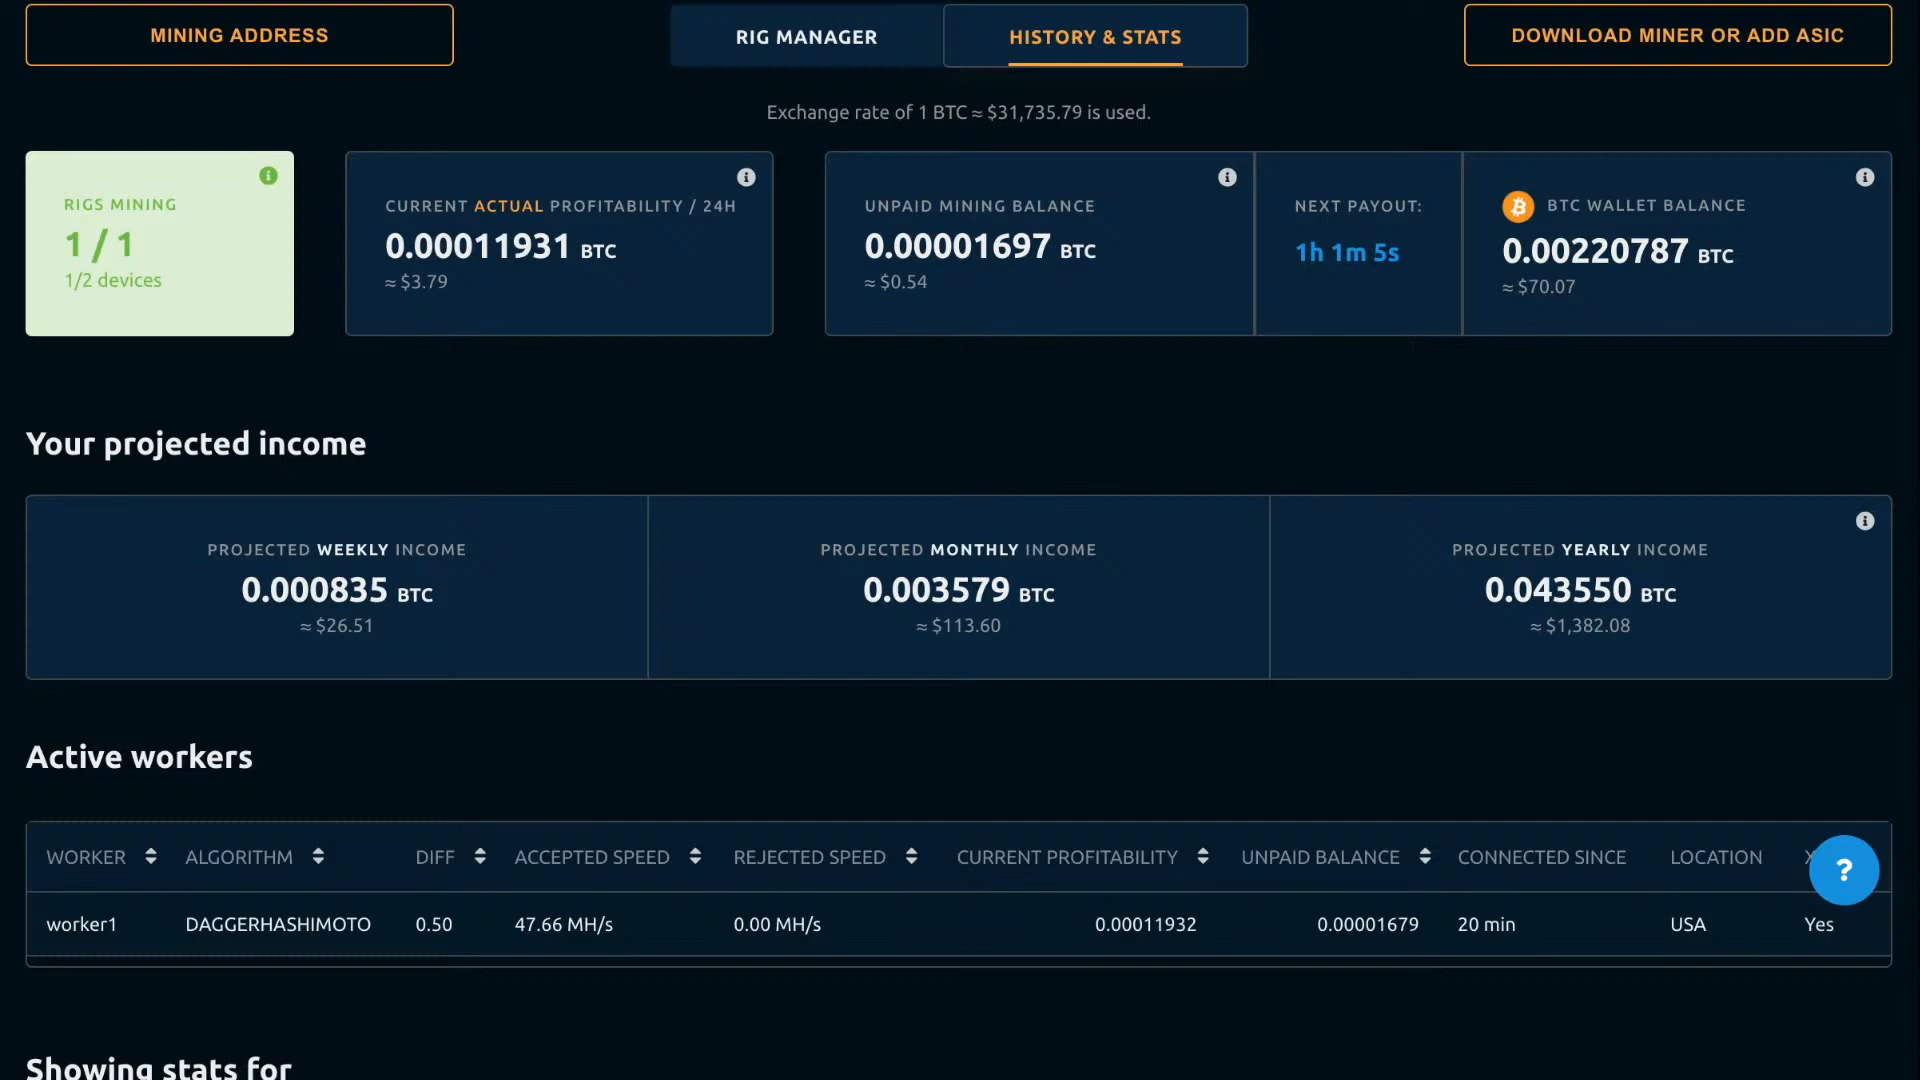 MINING ADDRESS
RIG MANAGER
HISTORY & STATS
DOWNLOAD MINER OR ADD ASIC
Exchange rate of 1 BTC ≈ $31,735.79 is used.
RIGS MINING
1 / 1
1/2 devices
CURRENT ACTUAL PROFITABILITY / 24H
0.00011931 BTC
≈ $3.79
UNPAID MINING BALANCE
0.00001697 BTC
≈ $0.54
NEXT PAYOUT:
1h 1m 5s
BTC WALLET BALANCE
0.00220787 BTC
≈ $70.07
Your projected income
PROJECTED WEEKLY INCOME
0.000835 BTC
≈ $26.51
PROJECTED MONTHLY INCOME
0.003579 BTC
≈ $113.60
PROJECTED YEARLY INCOME
0.043550 BTC
≈ $1,382.08
Active workers
WORKER ALGORITHM DIFF ACCEPTED SPEED REJECTED SPEED CURRENT PROFITABILITY UNPAID BALANCE CONNECTED SINCE LOCATION
?
worker1 DAGGERHASHIMOTO 0.50 47.66 MH/s 0.00 MH/s 0.00011932 0.00001679 20 min USA Yes
Showing stats for